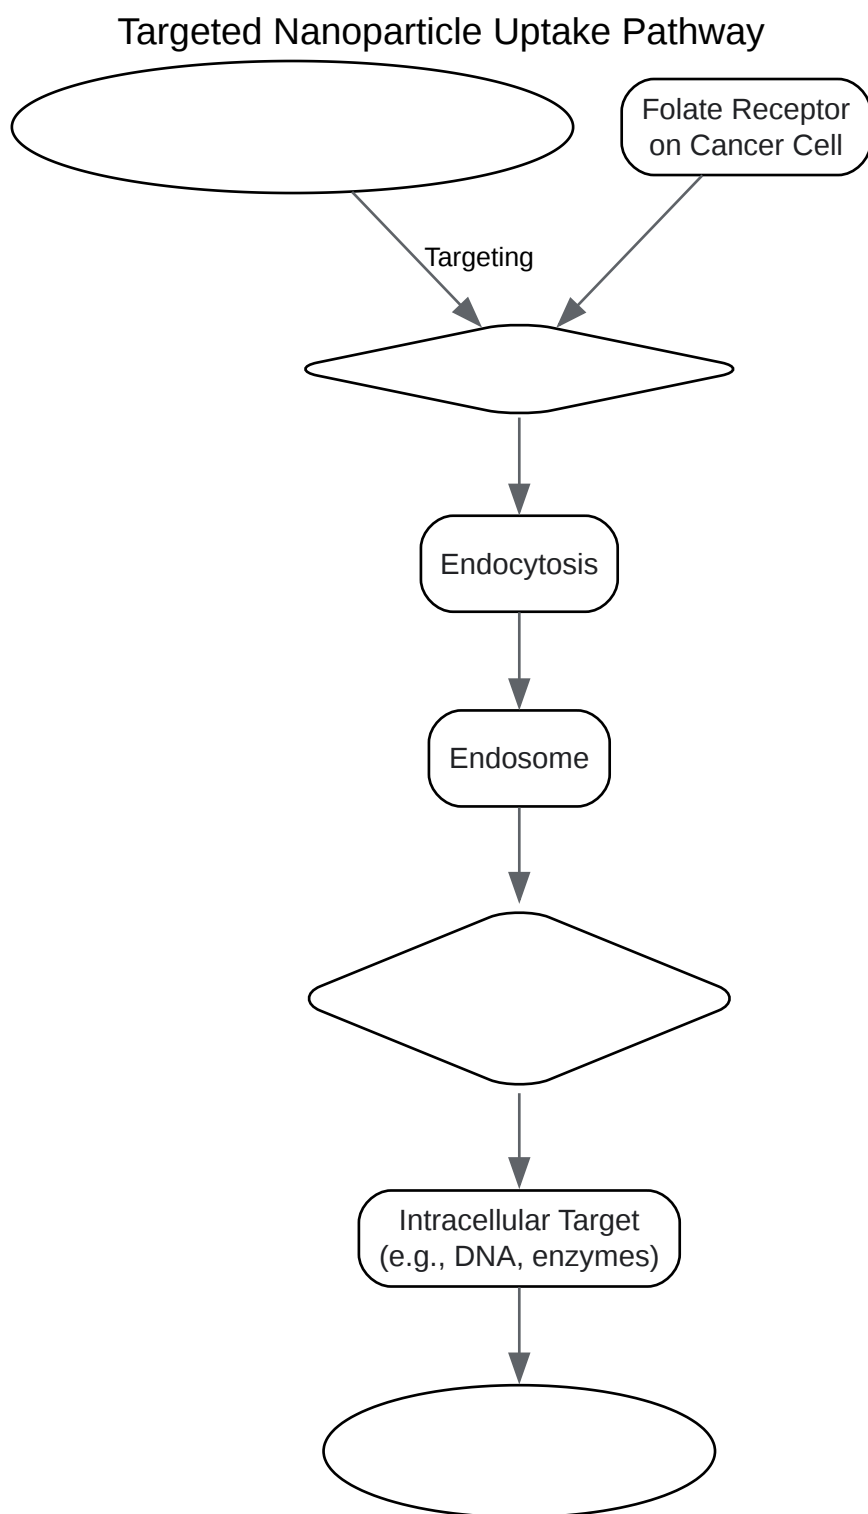 Targeted Nanoparticle Uptake Pathway
Folate Receptor
on Cancer Cell
Targeting
Endocytosis
Endosome
Intracellular Target
(e.g., DNA, enzymes)